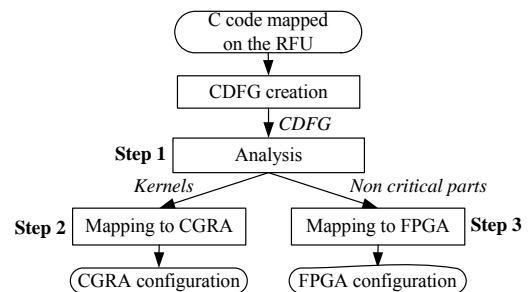 C code mapped
on the RFU
CDFG creation
CDFG
Step 1
Analysis
Kernels
Non critical parts
Step 2
Mapping to CGRA
Mapping to FPGA
Step 3
CGRA configuration
FPGA configuration